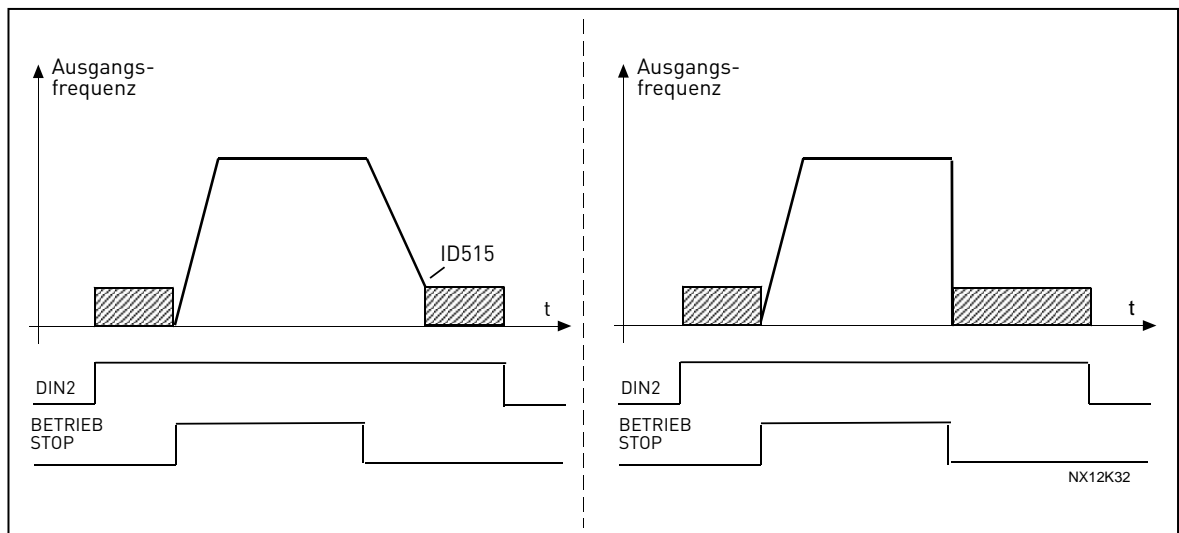 Ausgangs-
frequenz
ID515
t
DIN2
BETRIEB
STOP
Ausgangs-
frequenz
t
DIN2
BETRIEB
STOP
NX12K32